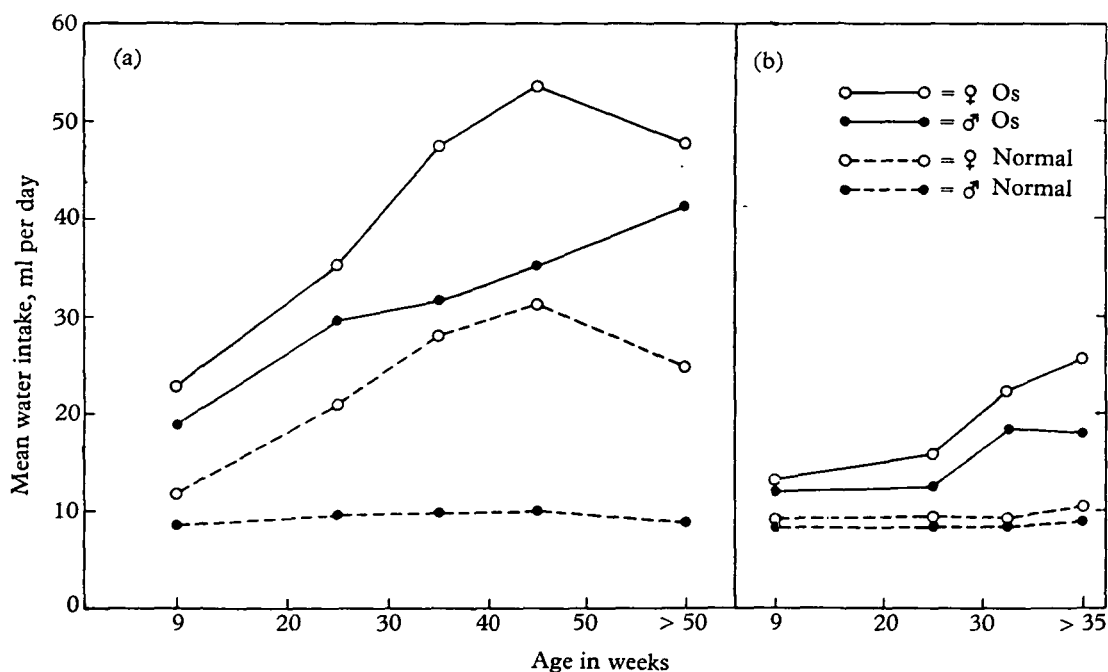 60
50
40
30
20
10
0
Mean water intake, ml per day
(a)
(b)
= ♀ Os
= ♂ Os
= ♀ Normal
= ♂ Normal
9 20 30 40 50 > 50
9 20 30 > 35
Age in weeks